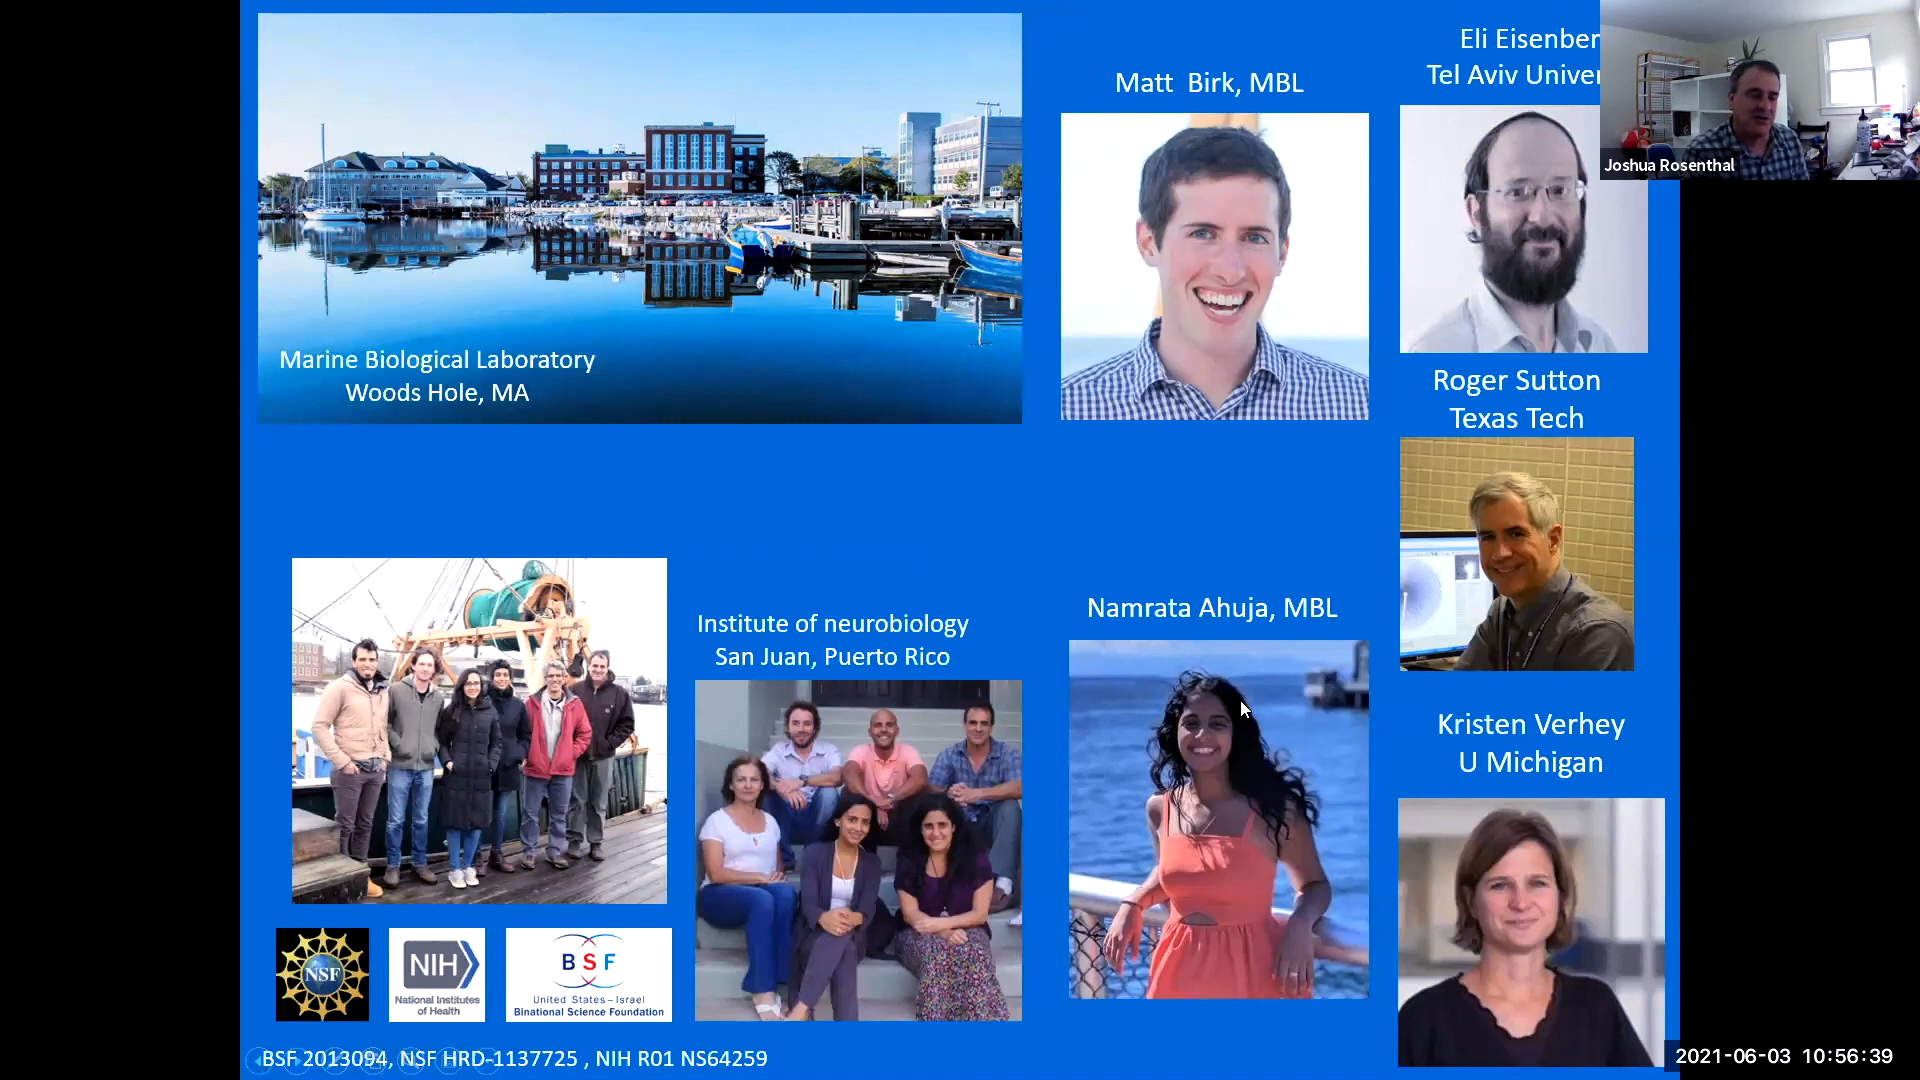 Marine Biological Laboratory
Woods Hole, MA
Matt Birk, MBL
Eli Eisenber
Tel Aviv Univer
Joshua Rosenthal
Roger Sutton
Texas Tech
Institute of neurobiology
San Juan, Puerto Rico
Namrata Ahuja, MBL
Kristen Verhey
U Michigan
NSF
NIH
National Institutes
of Health
BSF
United States – Israel
Binational Science Foundation
BSF 2013094, NSF HRD-1137725 , NIH R01 NS64259
2021-06-03 10:56:39